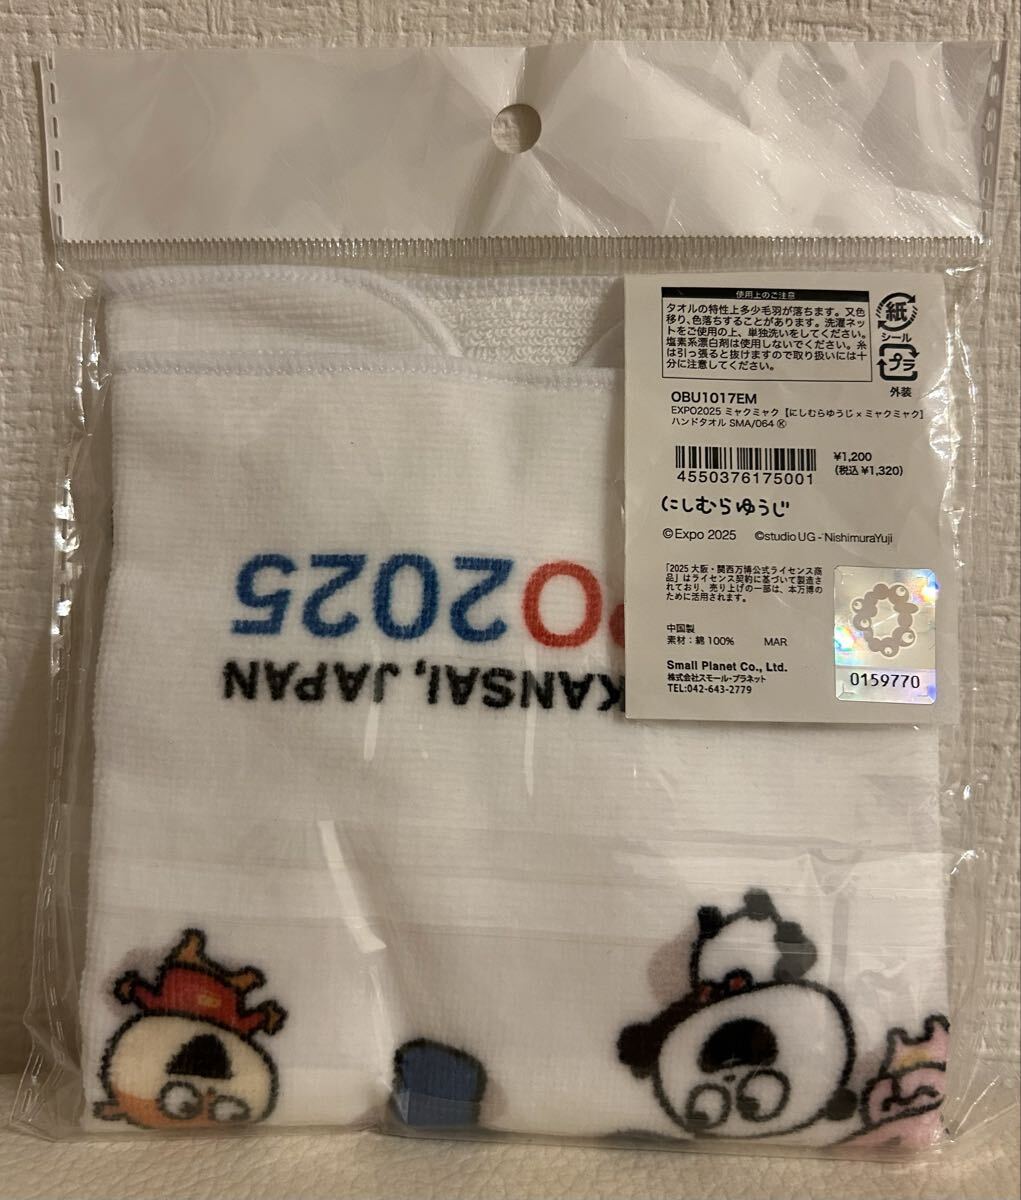 使用上のご注意
タオルの特性上多少毛羽が落ちます。又色
移り、色落ちすることがあります。洗濯ネッ
トをご使用の上、単独洗いをしてください。
塩素系漂白剤は使用しないでください。糸
は引っ張ると抜けますので取り扱いには十
分に注意してください。
紙
シール
プラ
外装
OBU1017EM
EXPO2025 ミャクミャク【にしむらゆうじ×ミャクミャク】
ハンドタオル SMA/064 Ⓚ
¥1,200
(税込 ¥1,320)
4550376175001
にしむらゆうじ
©Expo 2025 ©studio UG - NishimuraYuji
「2025 大阪・関西万博公式ライセンス商
品」はライセンス契約に基づいて製造さ
れており、売り上げの一部は、本万博の
ために活用されます。
中国製
素材：綿 100% MAR
Small Planet Co., Ltd.
株式会社スモール・プラネット
TEL:042-643-2779
0159770
O2025
KANSAI, JAPAN